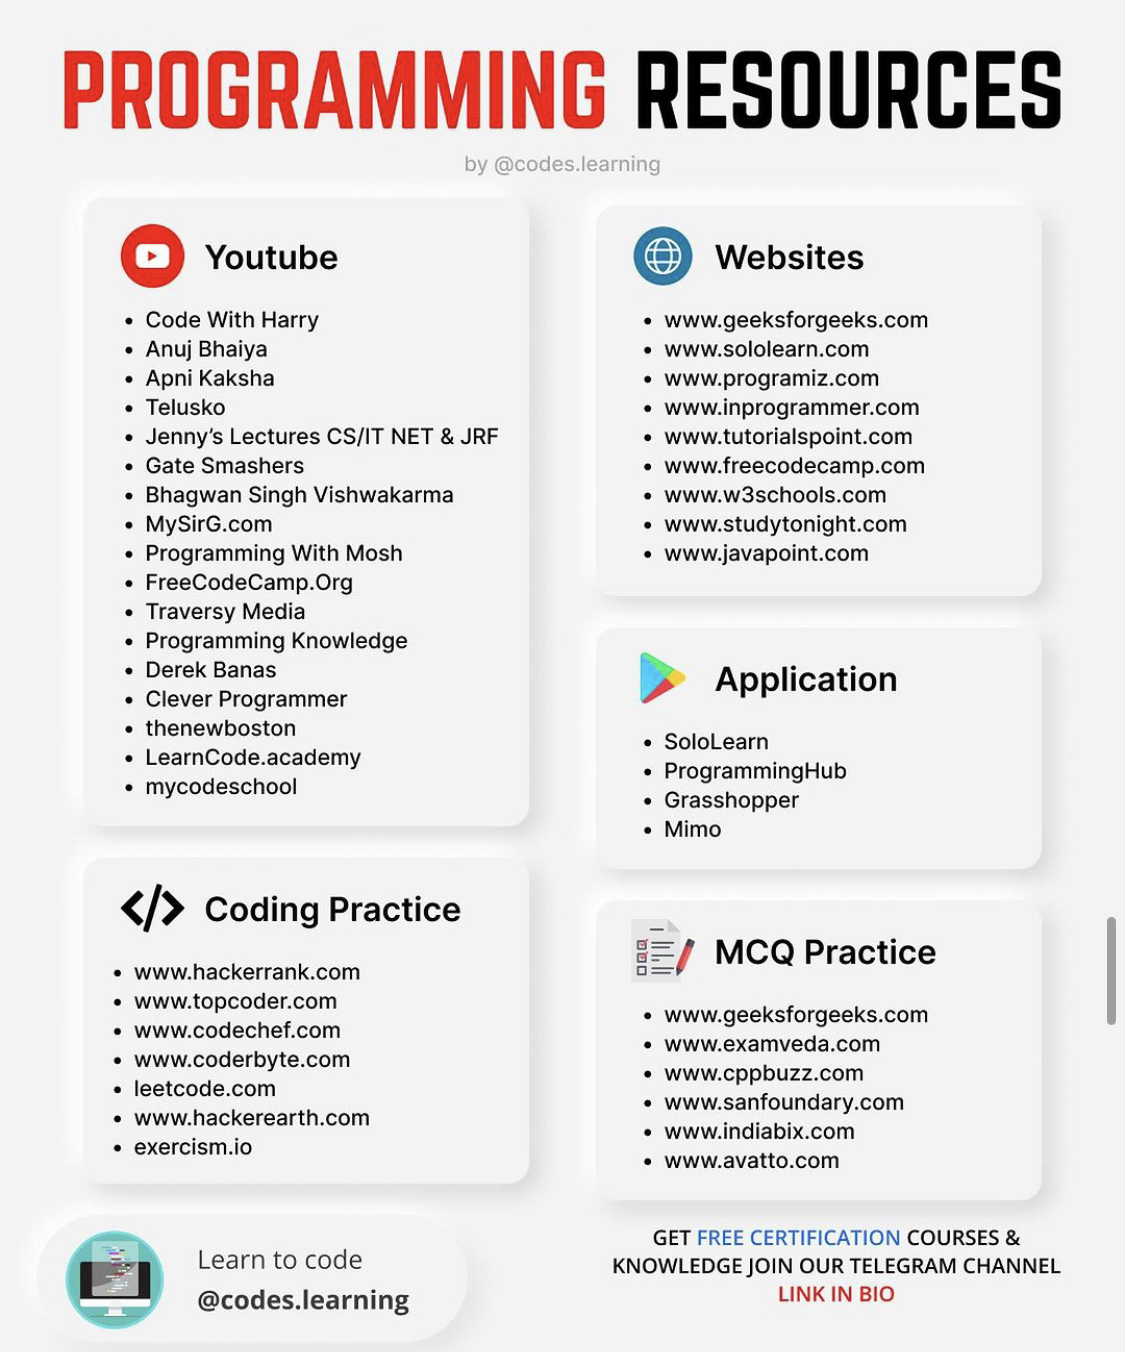 PROGRAMMING RESOURCES
by @codes.learning
Youtube
Code With Harry
Anuj Bhaiya
Apni Kaksha
Telusko
Jenny's Lectures CS/IT NET & JRF
Gate Smashers
Bhagwan Singh Vishwakarma
MySirG.com
Programming With Mosh
FreeCodeCamp.Org
Traversy Media
Programming Knowledge
Derek Banas
Clever Programmer
thenewboston
LearnCode.academy
mycodeschool
Coding Practice
www.hackerrank.com
www.topcoder.com
www.codechef.com
www.coderbyte.com
leetcode.com
www.hackerearth.com
exercism.io
Websites
www.geeksforgeeks.com
www.sololearn.com
www.programiz.com
www.inprogrammer.com
www.tutorialspoint.com
www.freecodecamp.com
www.w3schools.com
www.studytonight.com
www.javapoint.com
Application
SoloLearn
ProgrammingHub
Grasshopper
Mimo
MCQ Practice
www.geeksforgeeks.com
www.examveda.com
www.cppbuzz.com
www.sanfoundary.com
www.indiabix.com
www.avatto.com
Learn to code
@codes.learning
GET FREE CERTIFICATION COURSES &
KNOWLEDGE JOIN OUR TELEGRAM CHANNEL
LINK IN BIO